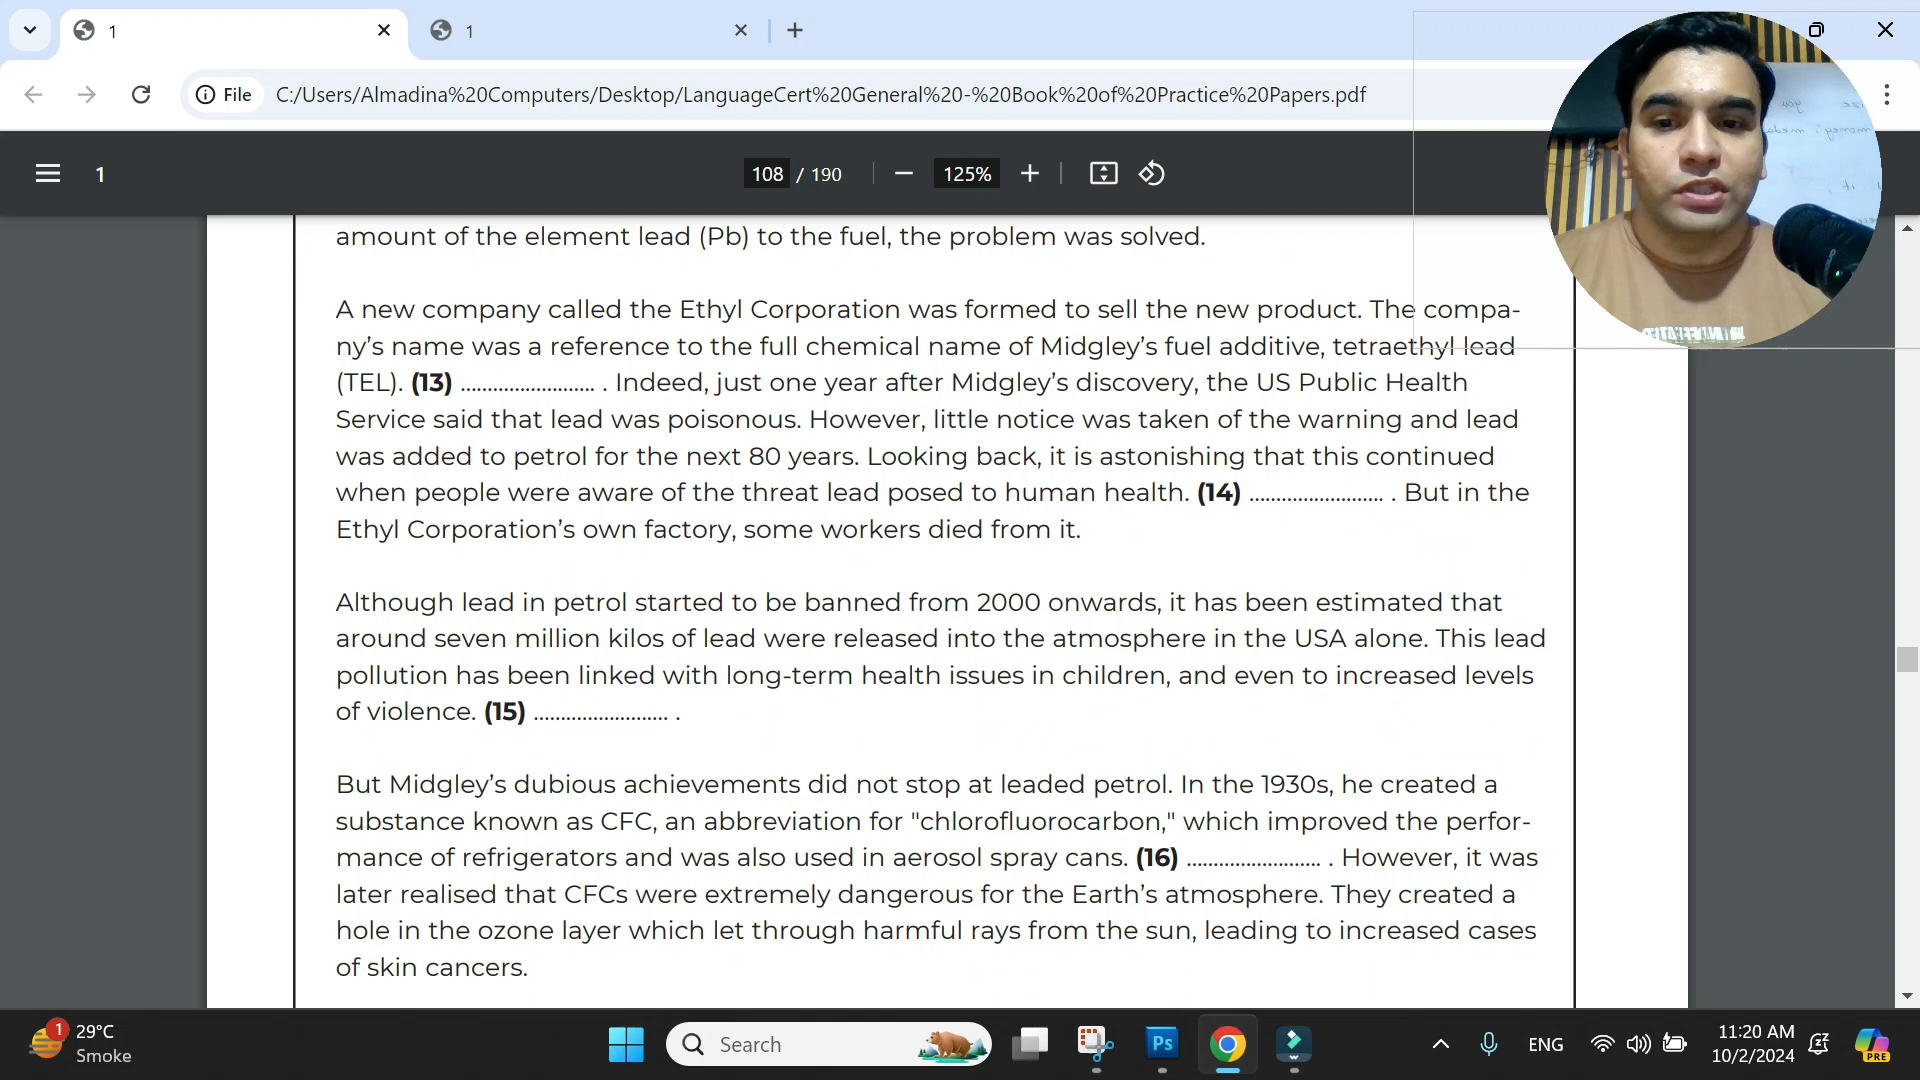 1
1
File
C:/Users/Almadina%20Computers/Desktop/LanguageCert%20General%20-%20Book%20of%20Practice%20Papers.pdf
1
108 / 190
125%
amount of the element lead (Pb) to the fuel, the problem was solved.
A new company called the Ethyl Corporation was formed to sell the new product. The compa-
ny’s name was a reference to the full chemical name of Midgley’s fuel additive, tetraethyl lead
(TEL). (13) ......................... . Indeed, just one year after Midgley’s discovery, the US Public Health
Service said that lead was poisonous. However, little notice was taken of the warning and lead
was added to petrol for the next 80 years. Looking back, it is astonishing that this continued
when people were aware of the threat lead posed to human health. (14) ......................... . But in the
Ethyl Corporation’s own factory, some workers died from it.
Although lead in petrol started to be banned from 2000 onwards, it has been estimated that
around seven million kilos of lead were released into the atmosphere in the USA alone. This lead
pollution has been linked with long-term health issues in children, and even to increased levels
of violence. (15) ......................... .
But Midgley’s dubious achievements did not stop at leaded petrol. In the 1930s, he created a
substance known as CFC, an abbreviation for "chlorofluorocarbon," which improved the perfor-
mance of refrigerators and was also used in aerosol spray cans. (16) ......................... . However, it was
later realised that CFCs were extremely dangerous for the Earth’s atmosphere. They created a
hole in the ozone layer which let through harmful rays from the sun, leading to increased cases
of skin cancers.
1
29°C
Smoke
Search
Ps
ENG
11:20 AM
10/2/2024
PRE